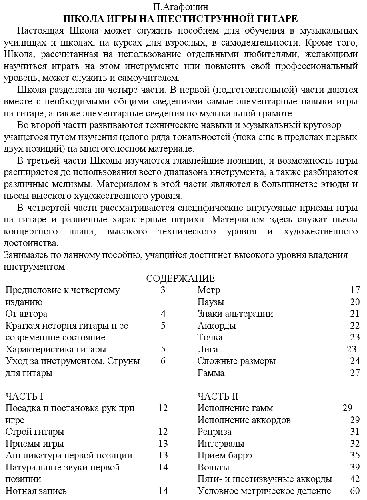 П.Агафонин
ШКОЛА ИГРЫ НА ШЕСТИСТРУННОЙ ГИТАРЕ
Настоящая Школа может служить пособием для обучения в музыкальных
училищах и школах, на курсах для взрослых, в самодеятельности. Кроме того,
Школа, рассчитанная на использование отдельными любителями, желающими
научиться играть на этом инструменте или повысить свой профессиональный
уровень, может служить и самоучителем.
Школа разделена на четыре части. В первой (подготовительной) части даются
вместе с необходимыми общими сведениями самые элементарные навыки игры
на гитаре, а также элементарные сведения по музыкальной грамоте.
Во второй части развиваются технические навыки и музыкальный кругозор
учащегося путем изучения целого ряда тональностей (пока еще в пределах первых
двух позиций) на многоголосном материале.
В третьей части Школы изучаются главнейшие позиции, и возможность игры
расширяется до использования всего диапазона инструмента, а также разбираются
различные мелизмы. Материалом в этой части являются в большинстве этюды и
пьесы высокого художественного уровня.
В четвертой части рассматриваются специфические виртуозные приемы игры
на гитаре и различные характерные штрихи. Материалом здесь служат пьесы
концертного плана, высокого технического уровня и художественного
достоинства.
Занимаясь по данному пособию, учащийся достигнет высокого уровня владения
инструментом
СОДЕРЖАНИЕ
Предисловие к четвертому 3
изданию
От автора 4
Краткая история гитары и ее 5
современное состояние
Характеристика гитары 5
Уход за инструментом. Струны 6
для гитары
Метр 17
Паузы 20
Знаки альтерации 21
Аккорды 22
Точка 23
Лига 23
Сложные размеры 24
Гамма 27
ЧАСТЬ I
Посадка и постановка рук при 12
игре
Строй гитары 12
Приемы игры 13
Аппликатура первой позиции 13
Натуральные звуки первой 14
позиции
Нотная запись 14
ЧАСТЬ II
Исполнение гамм 29
Исполнение аккордов 29
Реприза 31
Интервалы 32
Прием баррэ 35
Вольта 39
Пяти- и шестизвучные аккорды 42
Условное метрическое деление 60